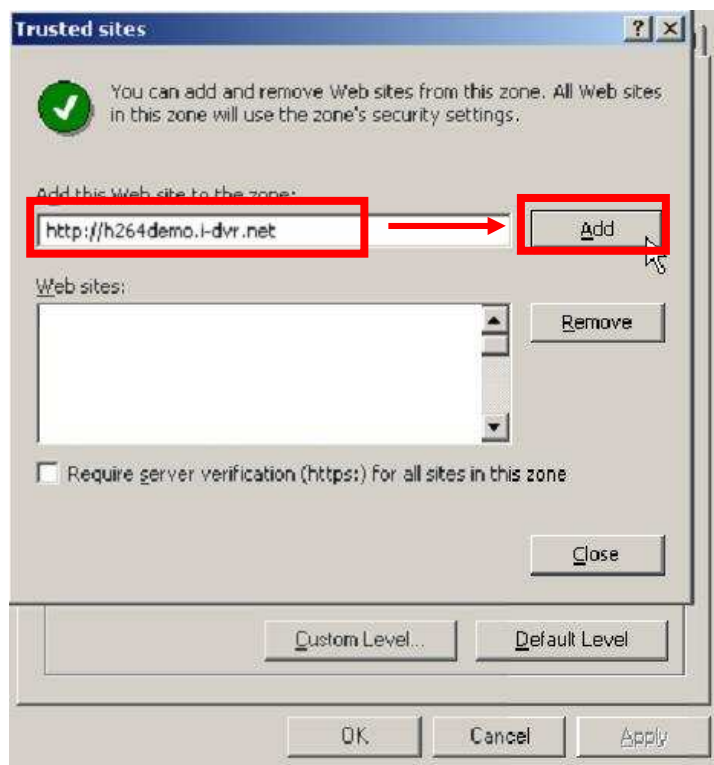 Trusted sites
You can add and remove Web sites from this zone. All Web sites
in this zone will use the zone's security settings.
Add this Web site to the zone:
http://h264demo.i-dvr.net
Add
Web sites:
Remove
Require server verification (https:) for all sites in this zone
Close
Custom Level...
Default Level
OK
Cancel
Apply